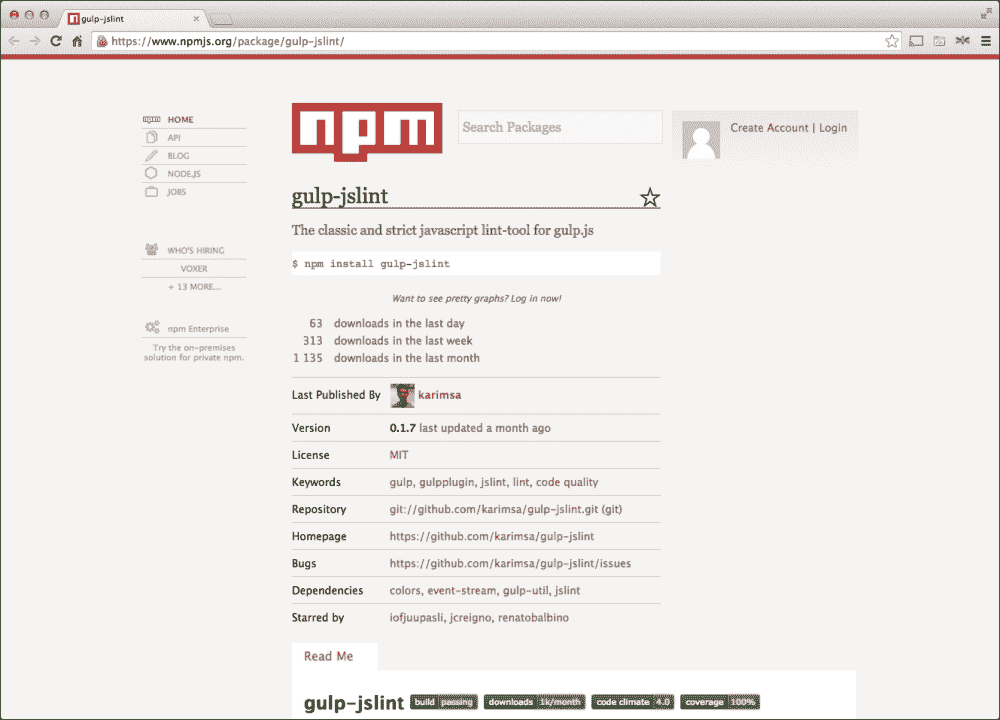 gulp-jslint
https://www.npmjs.org/package/gulp-jslint/
npm HOME
API
BLOG
NODE.JS
JOBS
WHO'S HIRING
VOXER
+ 13 MORE...
npm Enterprise
Try the on-premises
solution for private npm.
npm
Search Packages
Create Account | Login
gulp-jslint
The classic and strict javascript lint-tool for gulp.js
$ npm install gulp-jslint
Want to see pretty graphs? Log in now!
63 downloads in the last day
313 downloads in the last week
1 135 downloads in the last month
Last Published By karimsa
Version 0.1.7 last updated a month ago
License MIT
Keywords gulp, gulpplugin, jslint, lint, code quality
Repository git://github.com/karimsa/gulp-jslint.git (git)
Homepage https://github.com/karimsa/gulp-jslint
Bugs https://github.com/karimsa/gulp-jslint/issues
Dependencies colors, event-stream, gulp-util, jslint
Starred by iofjuupasli, jcreigno, renatobalbino
Read Me
gulp-jslint build passing downloads 1k/month code climate 4.0 coverage 100%